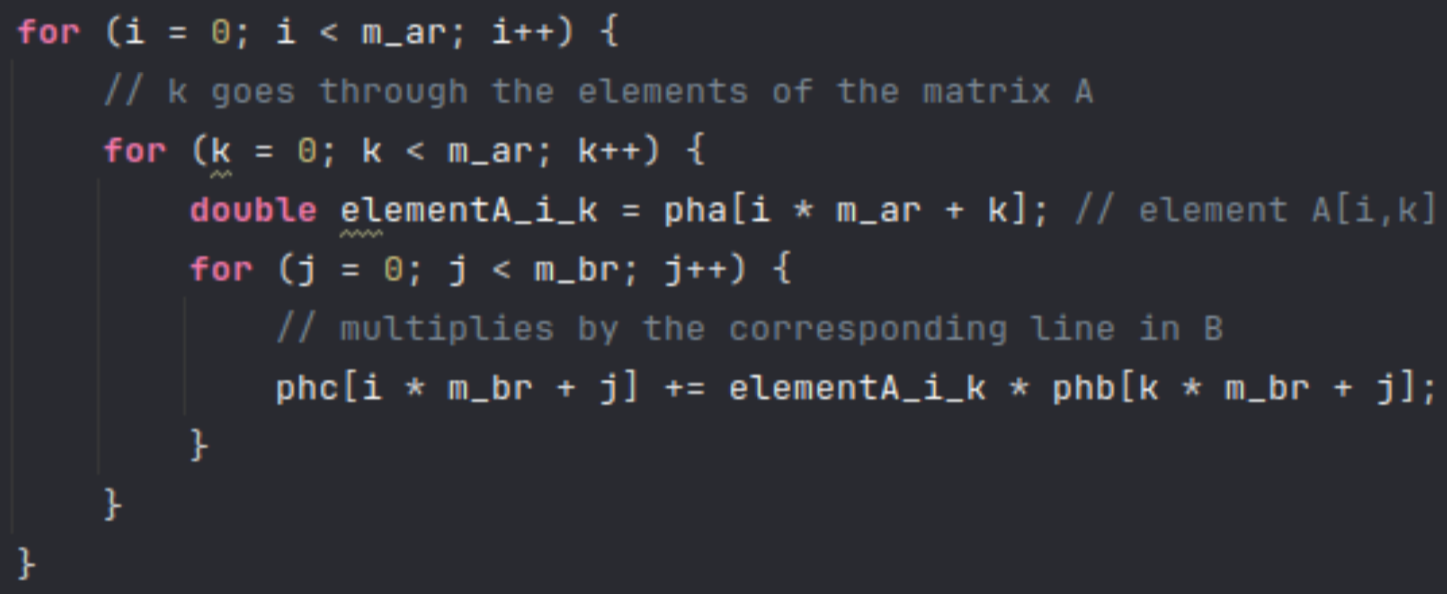 for (i = 0; i < m_ar; i++) {
    // k goes through the elements of the matrix A
    for (k = 0; k < m_ar; k++) {
        double elementA_i_k = pha[i * m_ar + k]; // element A[i,k]
        for (j = 0; j < m_br; j++) {
            // multiplies by the corresponding line in B
            phc[i * m_br + j] += elementA_i_k * phb[k * m_br + j];
        }
    }
}